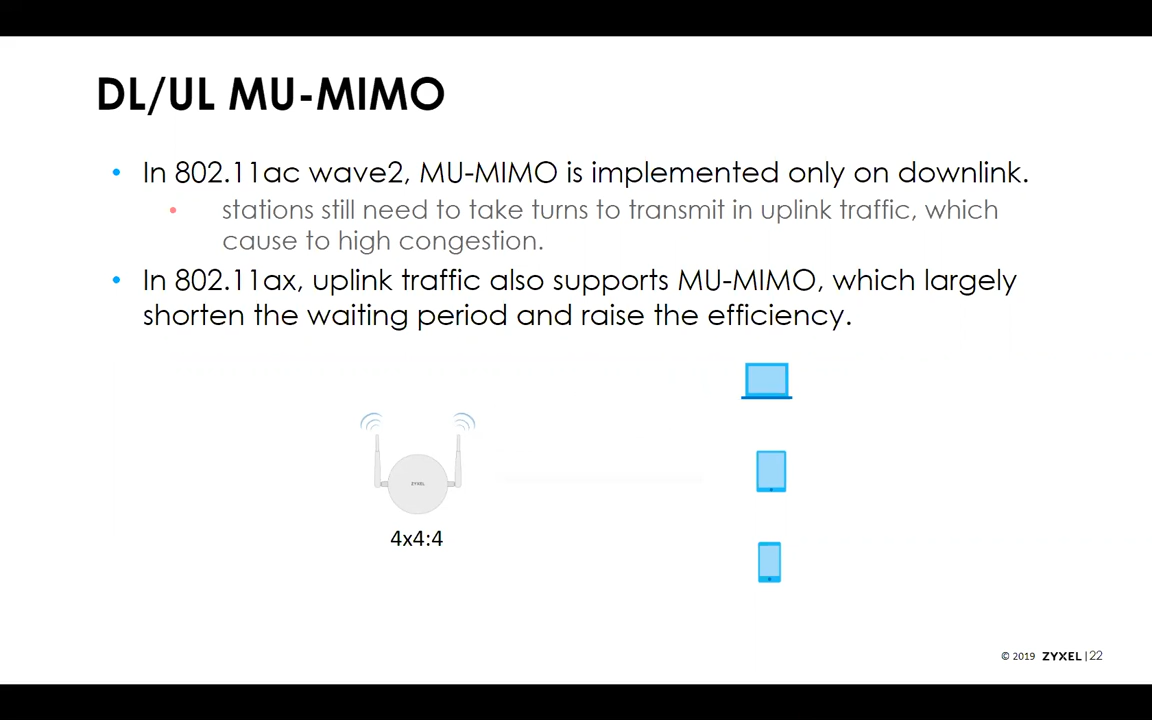 DL/UL MU-MIMO
• In 802.11ac wave2, MU-MIMO is implemented only on downlink.
• stations still need to take turns to transmit in uplink traffic, which
cause to high congestion.
• In 802.11ax, uplink traffic also supports MU-MIMO, which largely
shorten the waiting period and raise the efficiency.
ZYXEL
4x4:4
© 2019 ZYXEL | 22